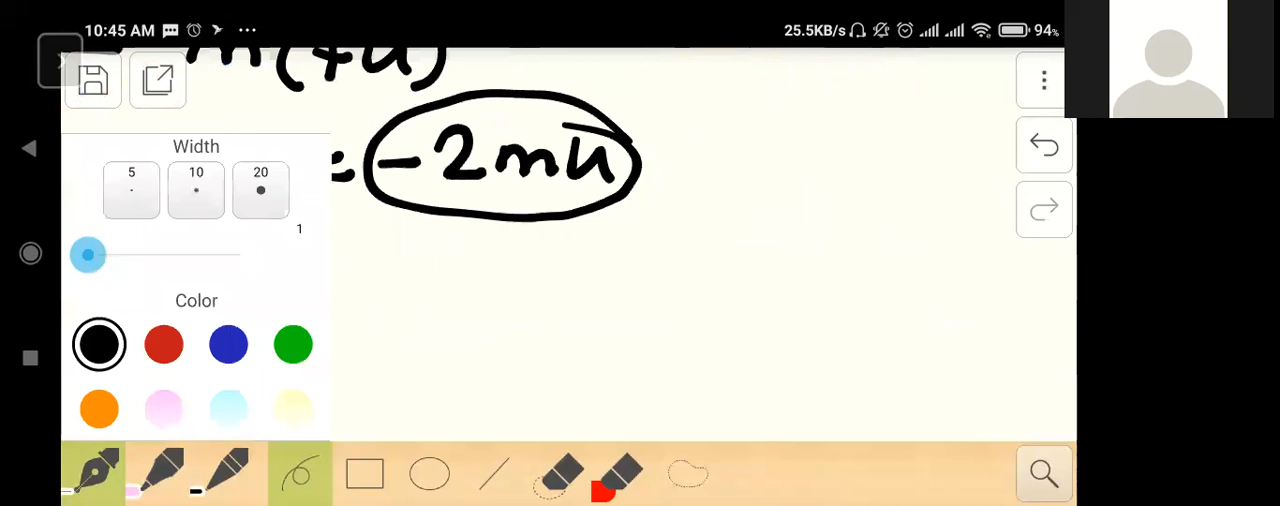 10:45 AM 25.5KB/s 94%
m(+u)
= -2mu
Width
5 10 20
1
Color